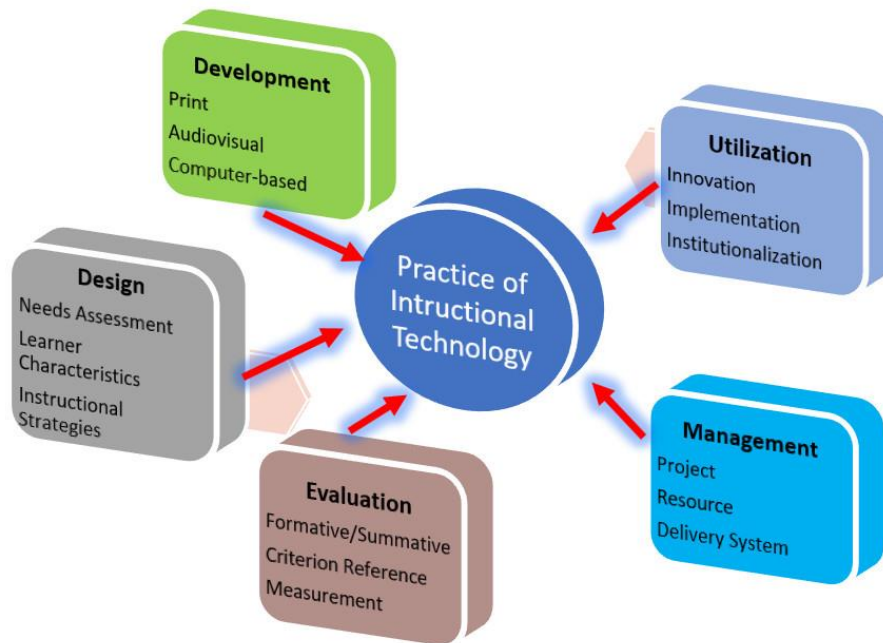 Development
Print
Audiovisual
Computer-based
Utilization
Innovation
Implementation
Institutionalization
Practice of
Intructional
Technology
Design
Needs Assessment
Learner
Characteristics
Instructional
Strategies
Evaluation
Formative/Summative
Criterion Reference
Measurement
Management
Project
Resource
Delivery System